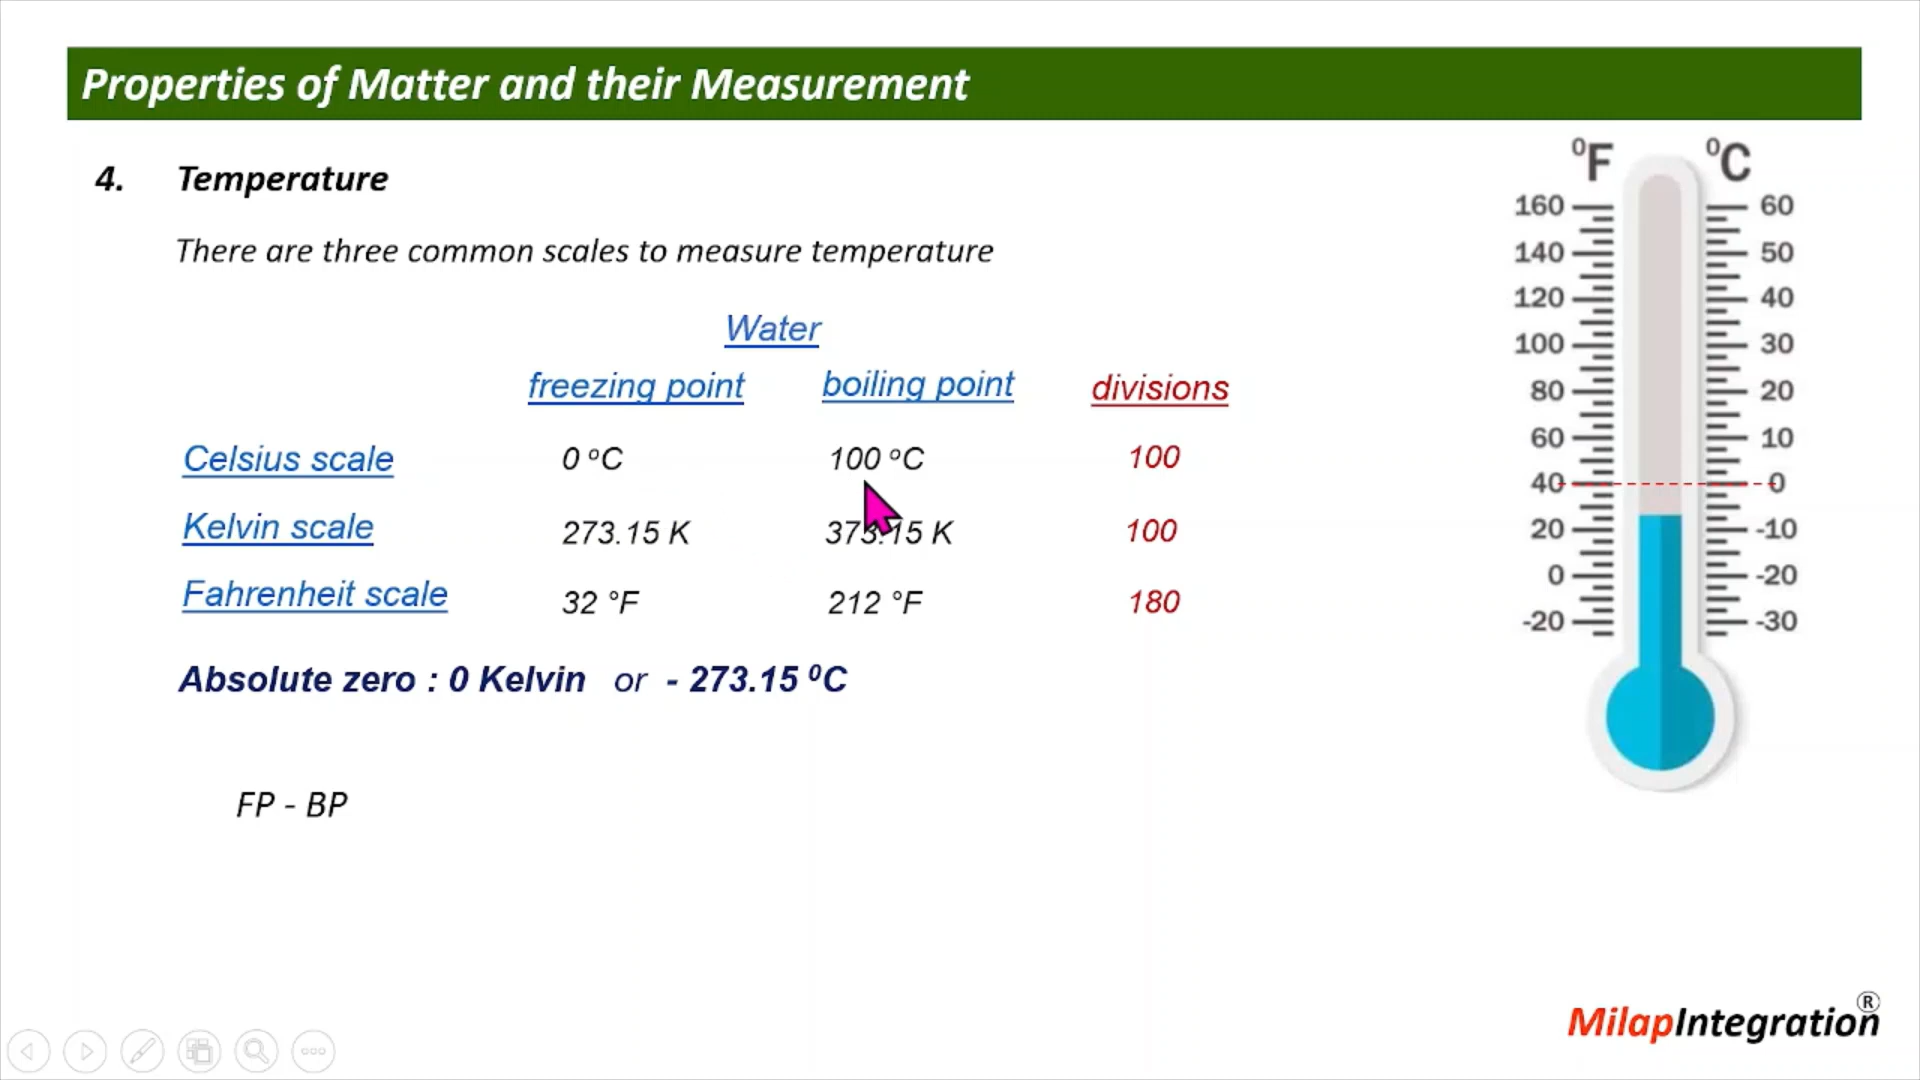 Properties of Matter and their Measurement
4. Temperature
There are three common scales to measure temperature
Water
freezing point boiling point divisions
Celsius scale 0 °C 100 °C 100
Kelvin scale 273.15 K 373.15 K 100
Fahrenheit scale 32 °F 212 °F 180
Absolute zero : 0 Kelvin or - 273.15 ⁰C
FP - BP
⁰F ⁰C
160 60
140 50
120 40
100 30
80 20
60 10
40 0
20 -10
0 -20
-20 -30
MilapIntegration®